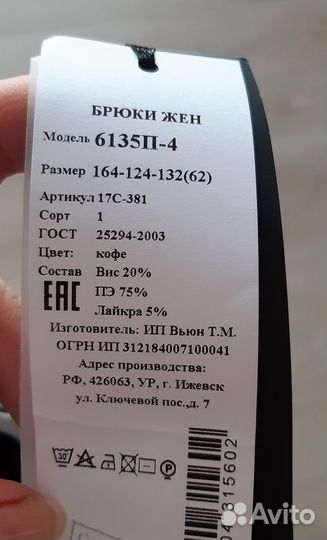 БРЮКИ ЖЕН
Модель 6135П-4
Размер 164-124-132(62)
Артикул 17С-381
Сорт 1
ГОСТ 25294-2003
Цвет: кофе
Состав Вис 20%
ПЭ 75%
Лайкра 5%
EAC
Изготовитель: ИП Вьюн Т.М.
ОГРН ИП 312184007100041
Адрес производства:
РФ, 426063, УР, г. Ижевск
ул. Ключевой пос.,д. 7
30°
P
815602
Avito